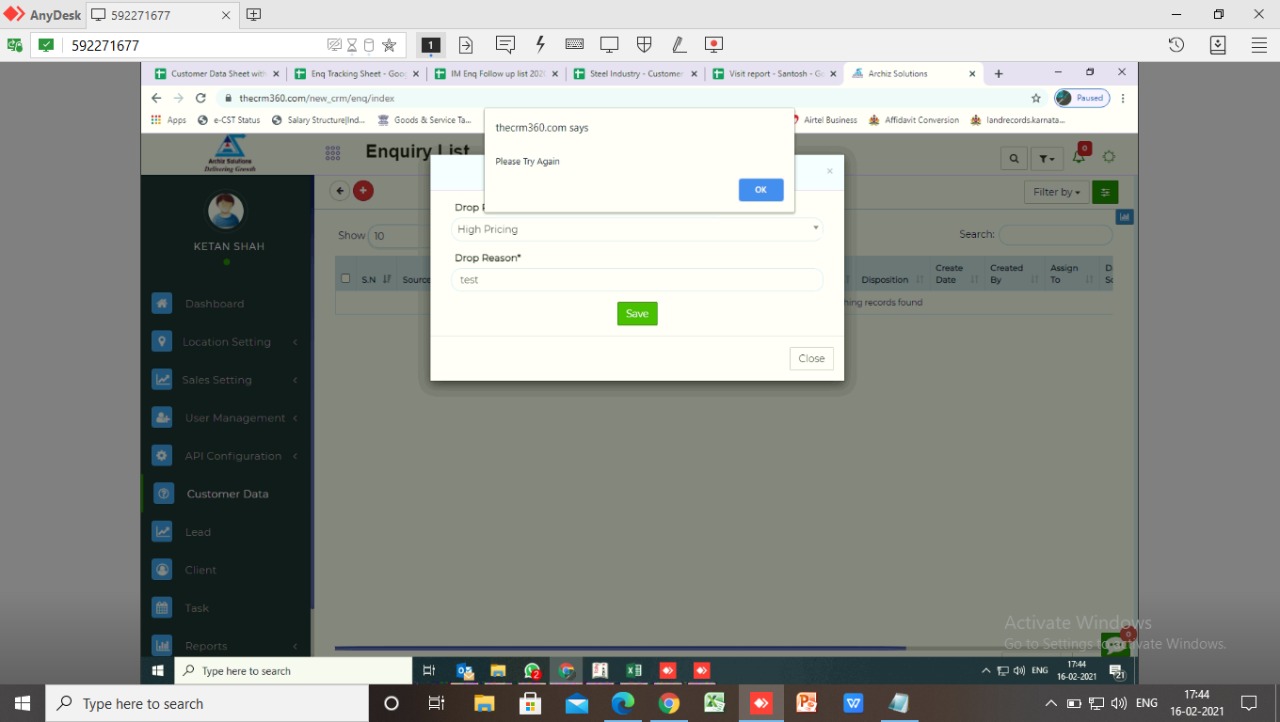 AnyDesk
592271677
592271677
1
Customer Data Sheet with
Enq Tracking Sheet - Goo
IM Enq Follow up list 202
Steel Industry - Customer
Visit report - Santosh - G
Archiz Solutions
thecrm360.com/new_crm/enq/index
Paused
Apps
e-CST Status
Salary Structure|Ind...
Goods & Service Ta...
Airtel Business
Affidavit Conversion
landrecords.karnata...
thecrm360.com says
Please Try Again
OK
Archiz Solutions
Delivering Growth
Enquiry List
0
KETAN SHAH
Filter by
Show 10
Search:
S.N
Source
Disposition
Create Date
Created By
Assign To
hing records found
Drop
High Pricing
Drop Reason*
test
Save
Close
Dashboard
Location Setting
Sales Setting
User Management
API Configuration
Customer Data
Lead
Client
Task
Reports
Activate Windows
Go to Settings to activate Windows.
0
Type here to search
2
ENG
17:44
16-02-2021
21
Type here to search
ENG
17:44
16-02-2021